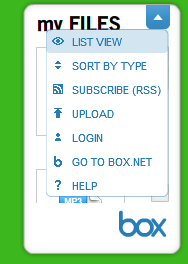 my FILES
LIST VIEW
SORT BY TYPE
SUBSCRIBE (RSS)
UPLOAD
LOGIN
GO TO BOX.NET
HELP
MP3
box